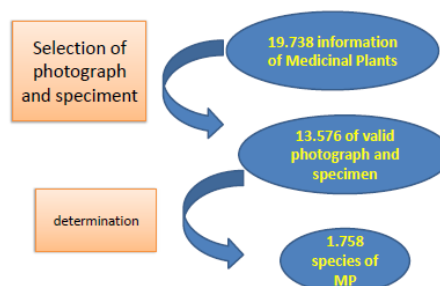 Selection of
photograph
and speciment
19.738 information
of Medicinal Plants
13.576 of valid
photograph and
specimen
determination
1.758
species of
MP